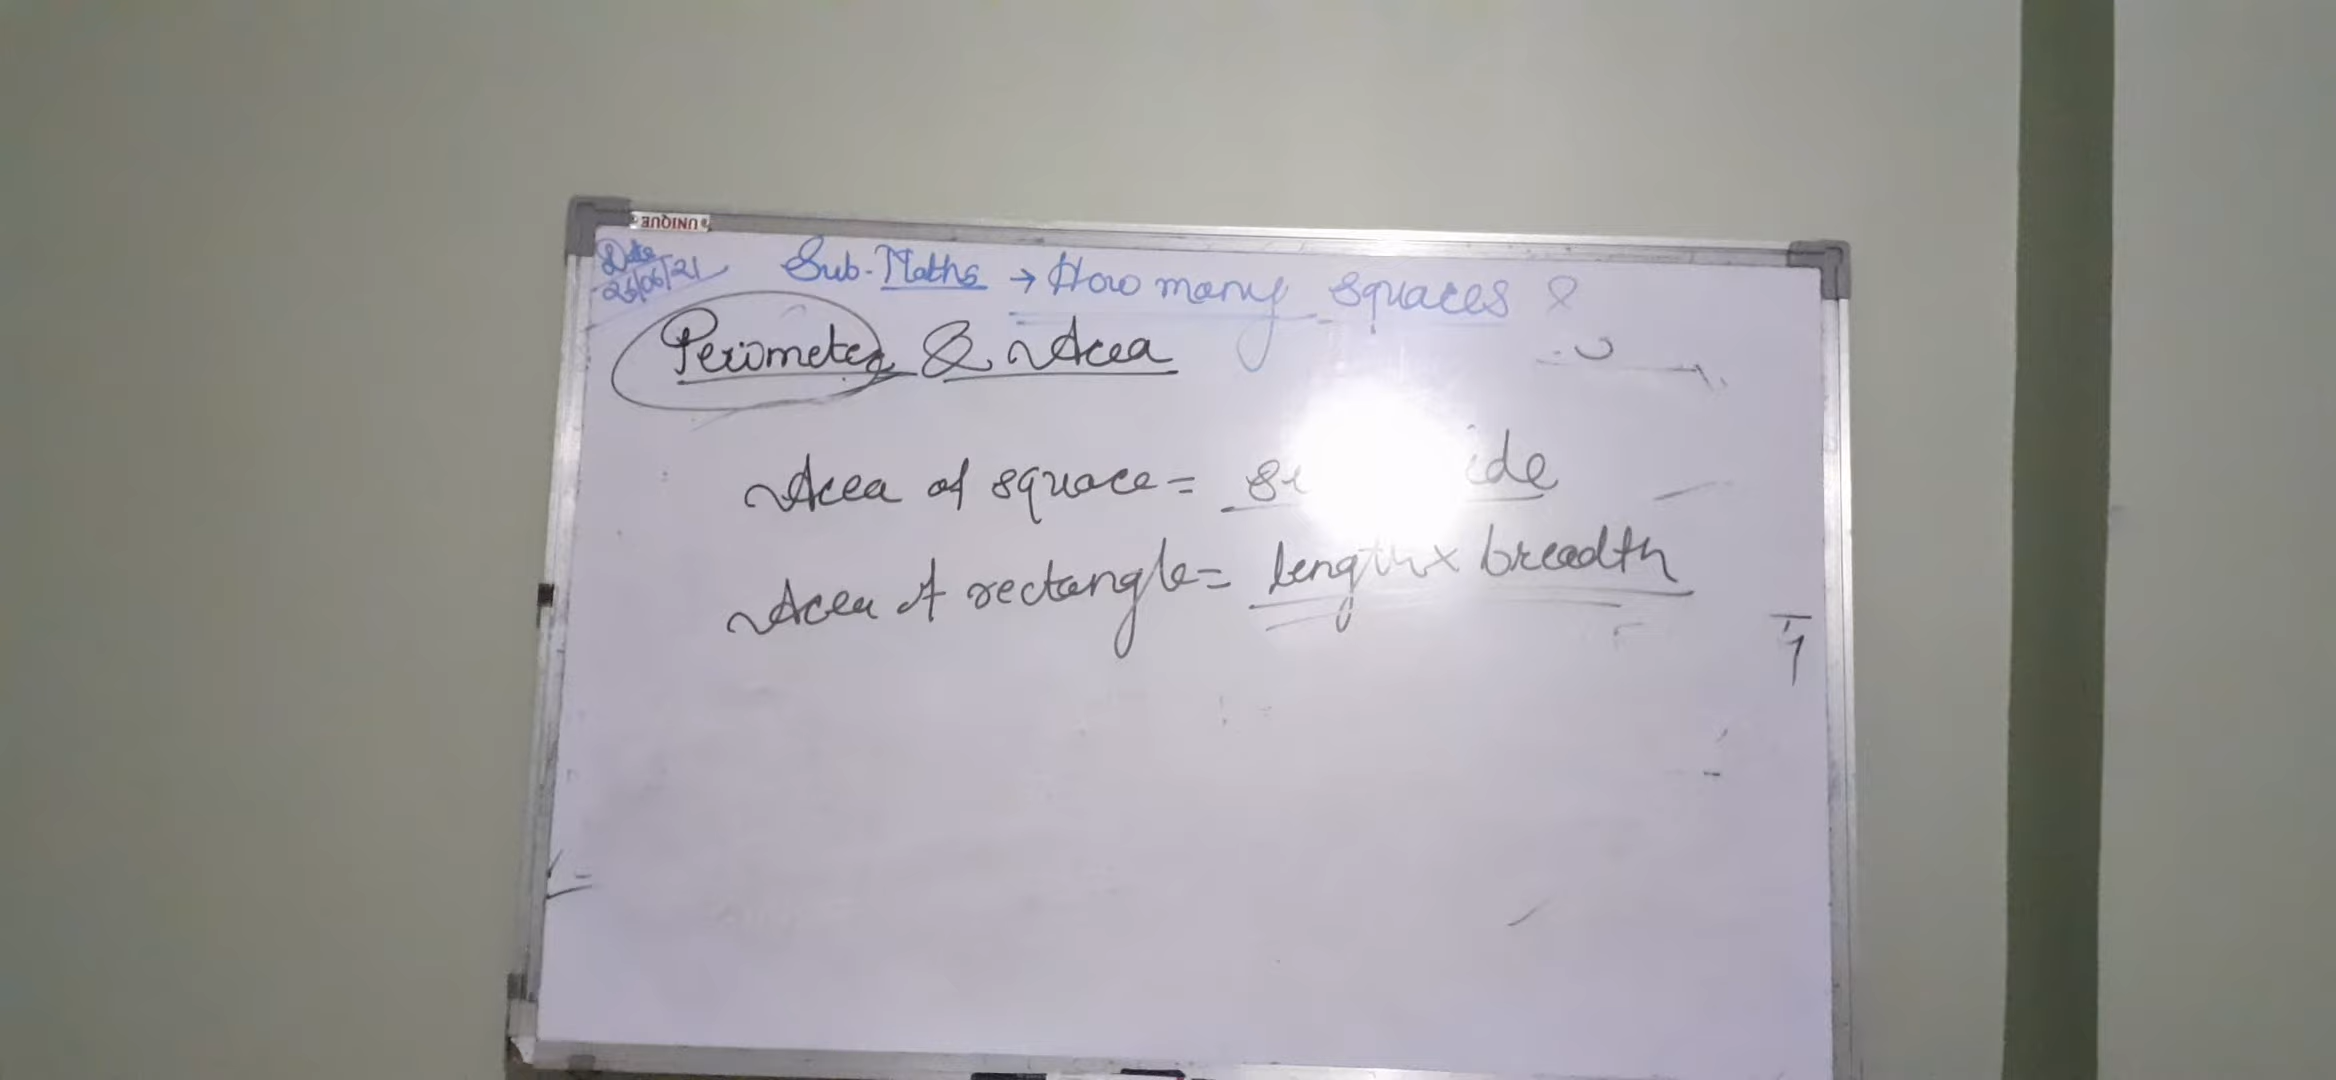 UNIQUE
Date
Sub-Maths → How many squares ?
25/06/21
Perimeter & Area
Area of square = side
Area of rectangle = length × breadth